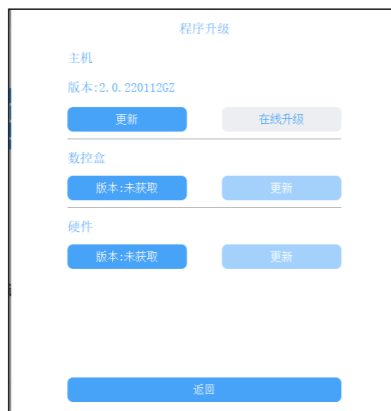 程序升级
主机
版本:2.0.220112GZ
更新 在线升级
数控盒
版本:未获取 更新
硬件
版本:未获取 更新
返回